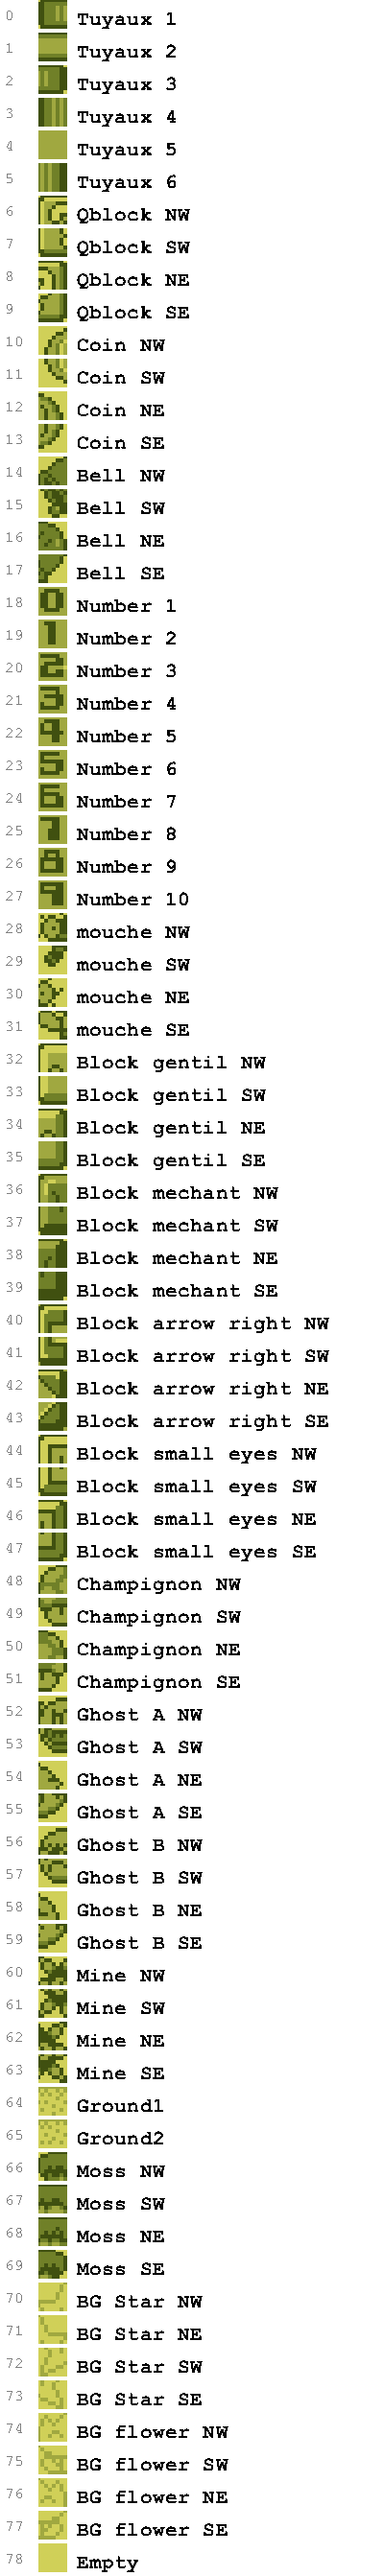 0 Tuyaux 1
1 Tuyaux 2
2 Tuyaux 3
3 Tuyaux 4
4 Tuyaux 5
5 Tuyaux 6
6 Qblock NW
7 Qblock SW
8 Qblock NE
9 Qblock SE
10 Coin NW
11 Coin SW
12 Coin NE
13 Coin SE
14 Bell NW
15 Bell SW
16 Bell NE
17 Bell SE
18 Number 1
19 Number 2
20 Number 3
21 Number 4
22 Number 5
23 Number 6
24 Number 7
25 Number 8
26 Number 9
27 Number 10
28 mouche NW
29 mouche SW
30 mouche NE
31 mouche SE
32 Block gentil NW
33 Block gentil SW
34 Block gentil NE
35 Block gentil SE
36 Block mechant NW
37 Block mechant SW
38 Block mechant NE
39 Block mechant SE
40 Block arrow right NW
41 Block arrow right SW
42 Block arrow right NE
43 Block arrow right SE
44 Block small eyes NW
45 Block small eyes SW
46 Block small eyes NE
47 Block small eyes SE
48 Champignon NW
49 Champignon SW
50 Champignon NE
51 Champignon SE
52 Ghost A NW
53 Ghost A SW
54 Ghost A NE
55 Ghost A SE
56 Ghost B NW
57 Ghost B SW
58 Ghost B NE
59 Ghost B SE
60 Mine NW
61 Mine SW
62 Mine NE
63 Mine SE
64 Ground1
65 Ground2
66 Moss NW
67 Moss SW
68 Moss NE
69 Moss SE
70 BG Star NW
71 BG Star NE
72 BG Star SW
73 BG Star SE
74 BG flower NW
75 BG flower SW
76 BG flower NE
77 BG flower SE
78 Empty